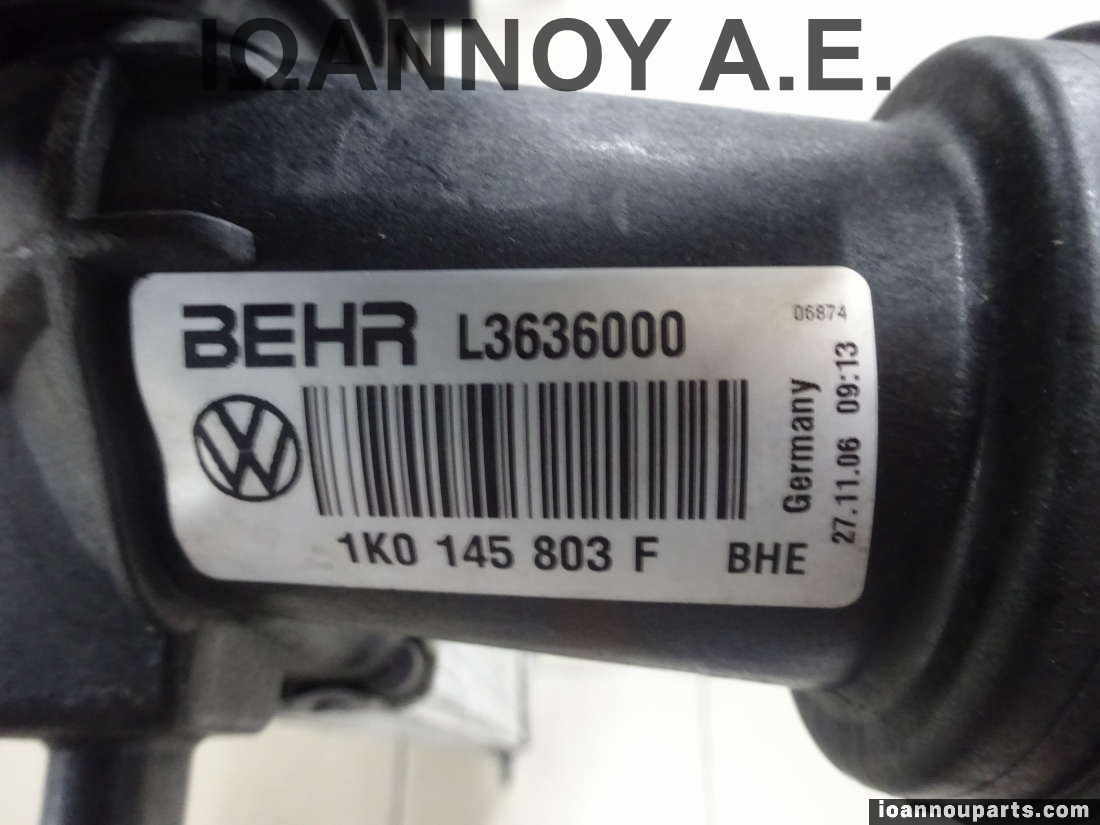 ΙΩΑΝΝΟΥ Α.Ε.
BEHR L3636000
06874
1K0 145 803 F BHE
Germany
27.11.06 09:13
ioannouparts.com